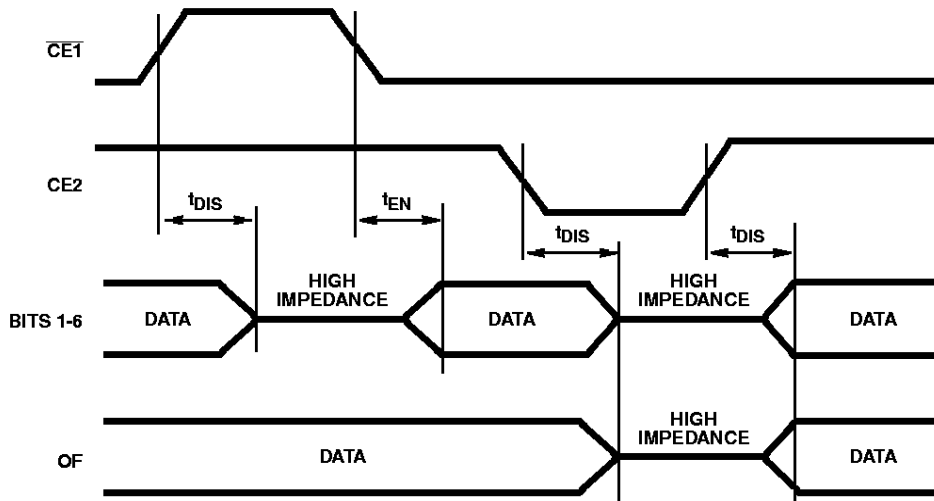 CE1
CE2
tDIS
tEN
tDIS
tDIS
HIGH
IMPEDANCE
HIGH
IMPEDANCE
BITS 1-6
DATA
DATA
DATA
HIGH
IMPEDANCE
OF
DATA
DATA